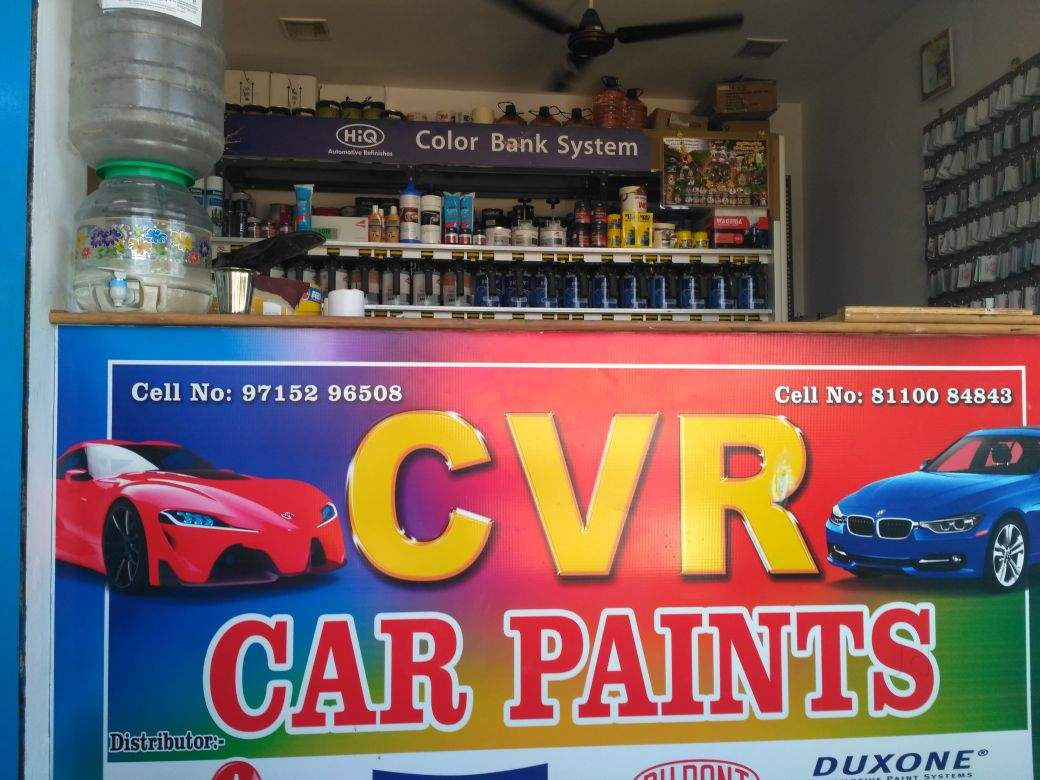 HiQ
Automotive Refinishes
Color Bank System
Cell No: 97152 96508
Cell No: 81100 84843
CVR
CAR PAINTS
Distributor:-
DUXONE®